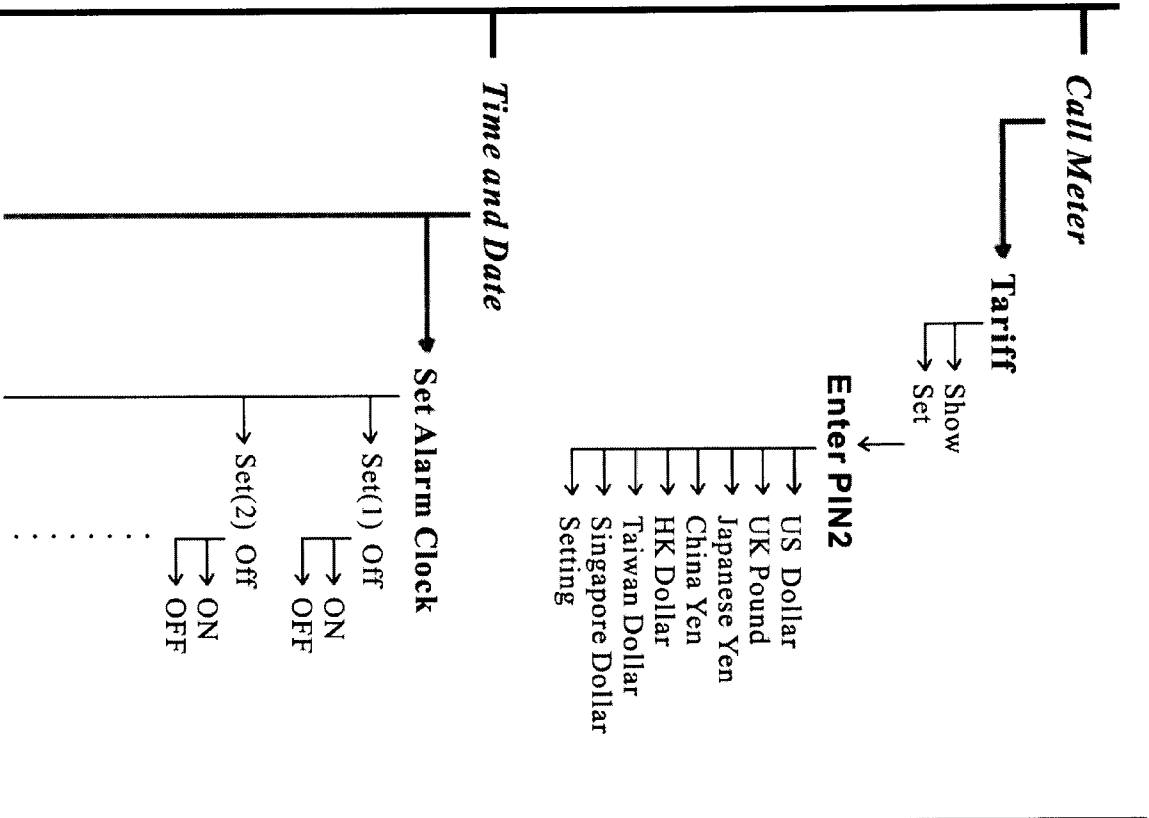 Call Meter
Tariff
Show
Set
Enter PIN2
US Dollar
UK Pound
Japanese Yen
China Yen
HK Dollar
Taiwan Dollar
Singapore Dollar
Setting
Time and Date
Set Alarm Clock
Set(1) Off
ON
OFF
Set(2) Off
ON
OFF
. . . . . . . . .